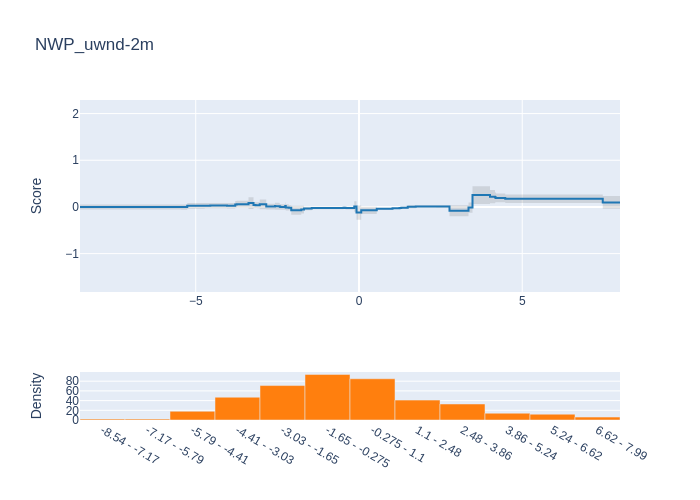 NWP_uwnd-2m
Score
2
1
0
−1
−5
0
5
Density
80
60
40
20
0
-8.54 - -7.17
-7.17 - -5.79
-5.79 - -4.41
-4.41 - -3.03
-3.03 - -1.65
-1.65 - -0.275
-0.275 - 1.1
1.1 - 2.48
2.48 - 3.86
3.86 - 5.24
5.24 - 6.62
6.62 - 7.99